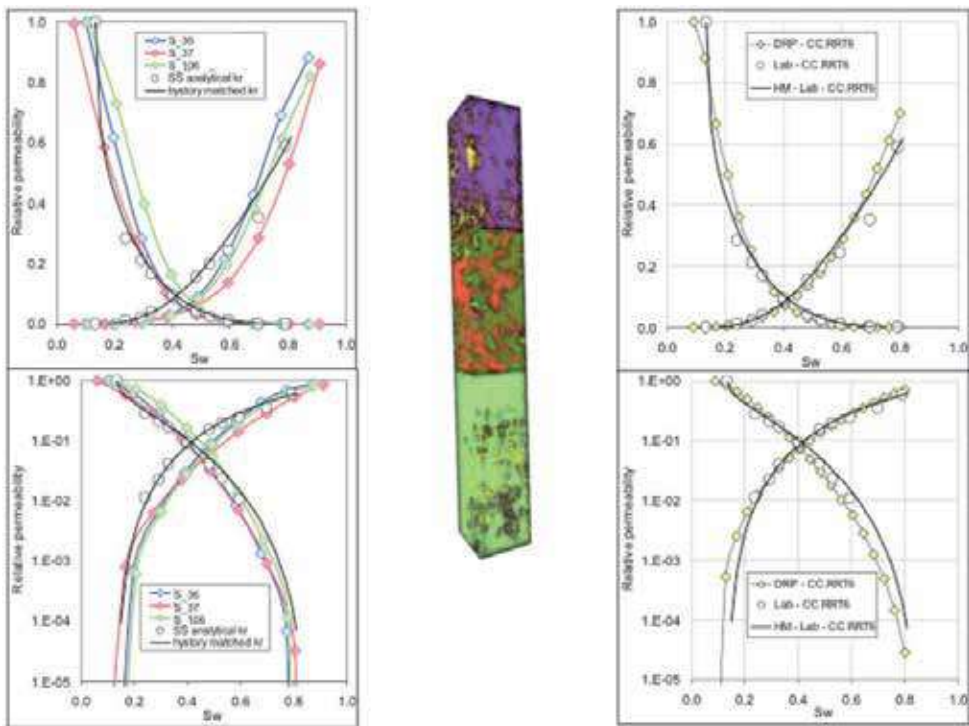 1.0
0.8
0.6
0.4
0.2
0.0
Relative permeability
S_36
S_37
S_106
SS analytical kr
hystory matched kr
0.0 0.2 0.4 0.6 0.8 1.0
Sw
1.E+00
1.E-01
1.E-02
1.E-03
1.E-04
1.E-05
Relative permeability
S_36
S_37
S_106
SS analytical kr
hystory matched kr
0.0 0.2 0.4 0.6 0.8 1.0
Sw
1.0
0.8
0.6
0.4
0.2
0.0
Relative permeability
DRP - CC.RRT6
Lab - CC.RRT6
HM - Lab - CC.RRT6
0.0 0.2 0.4 0.6 0.8 1.0
Sw
1.E+00
1.E-01
1.E-02
1.E-03
1.E-04
1.E-05
Relative permeability
DRP - CC.RRT6
Lab - CC.RRT6
HM - Lab - CC.RRT6
0.0 0.2 0.4 0.6 0.8 1.0
Sw